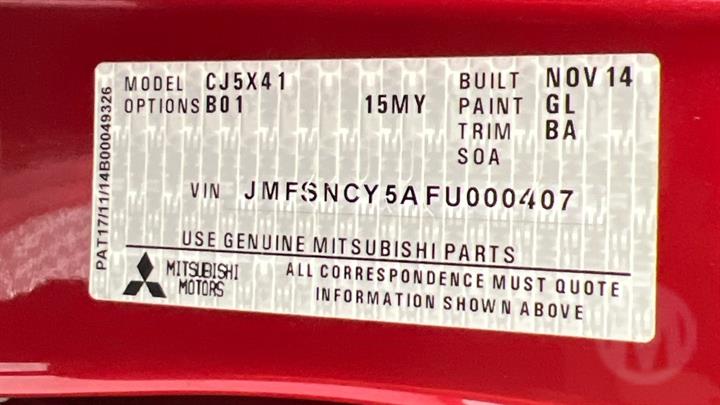 MODEL CJ5X41 BUILT NOV 14
OPTIONS B01 15MY PAINT GL
TRIM BA
SOA
VIN JMFSNCY5AFU000407
USE GENUINE MITSUBISHI PARTS
MITSUBISHI MOTORS
ALL CORRESPONDENCE MUST QUOTE
INFORMATION SHOWN ABOVE
PAT17/11/14B00049326
M